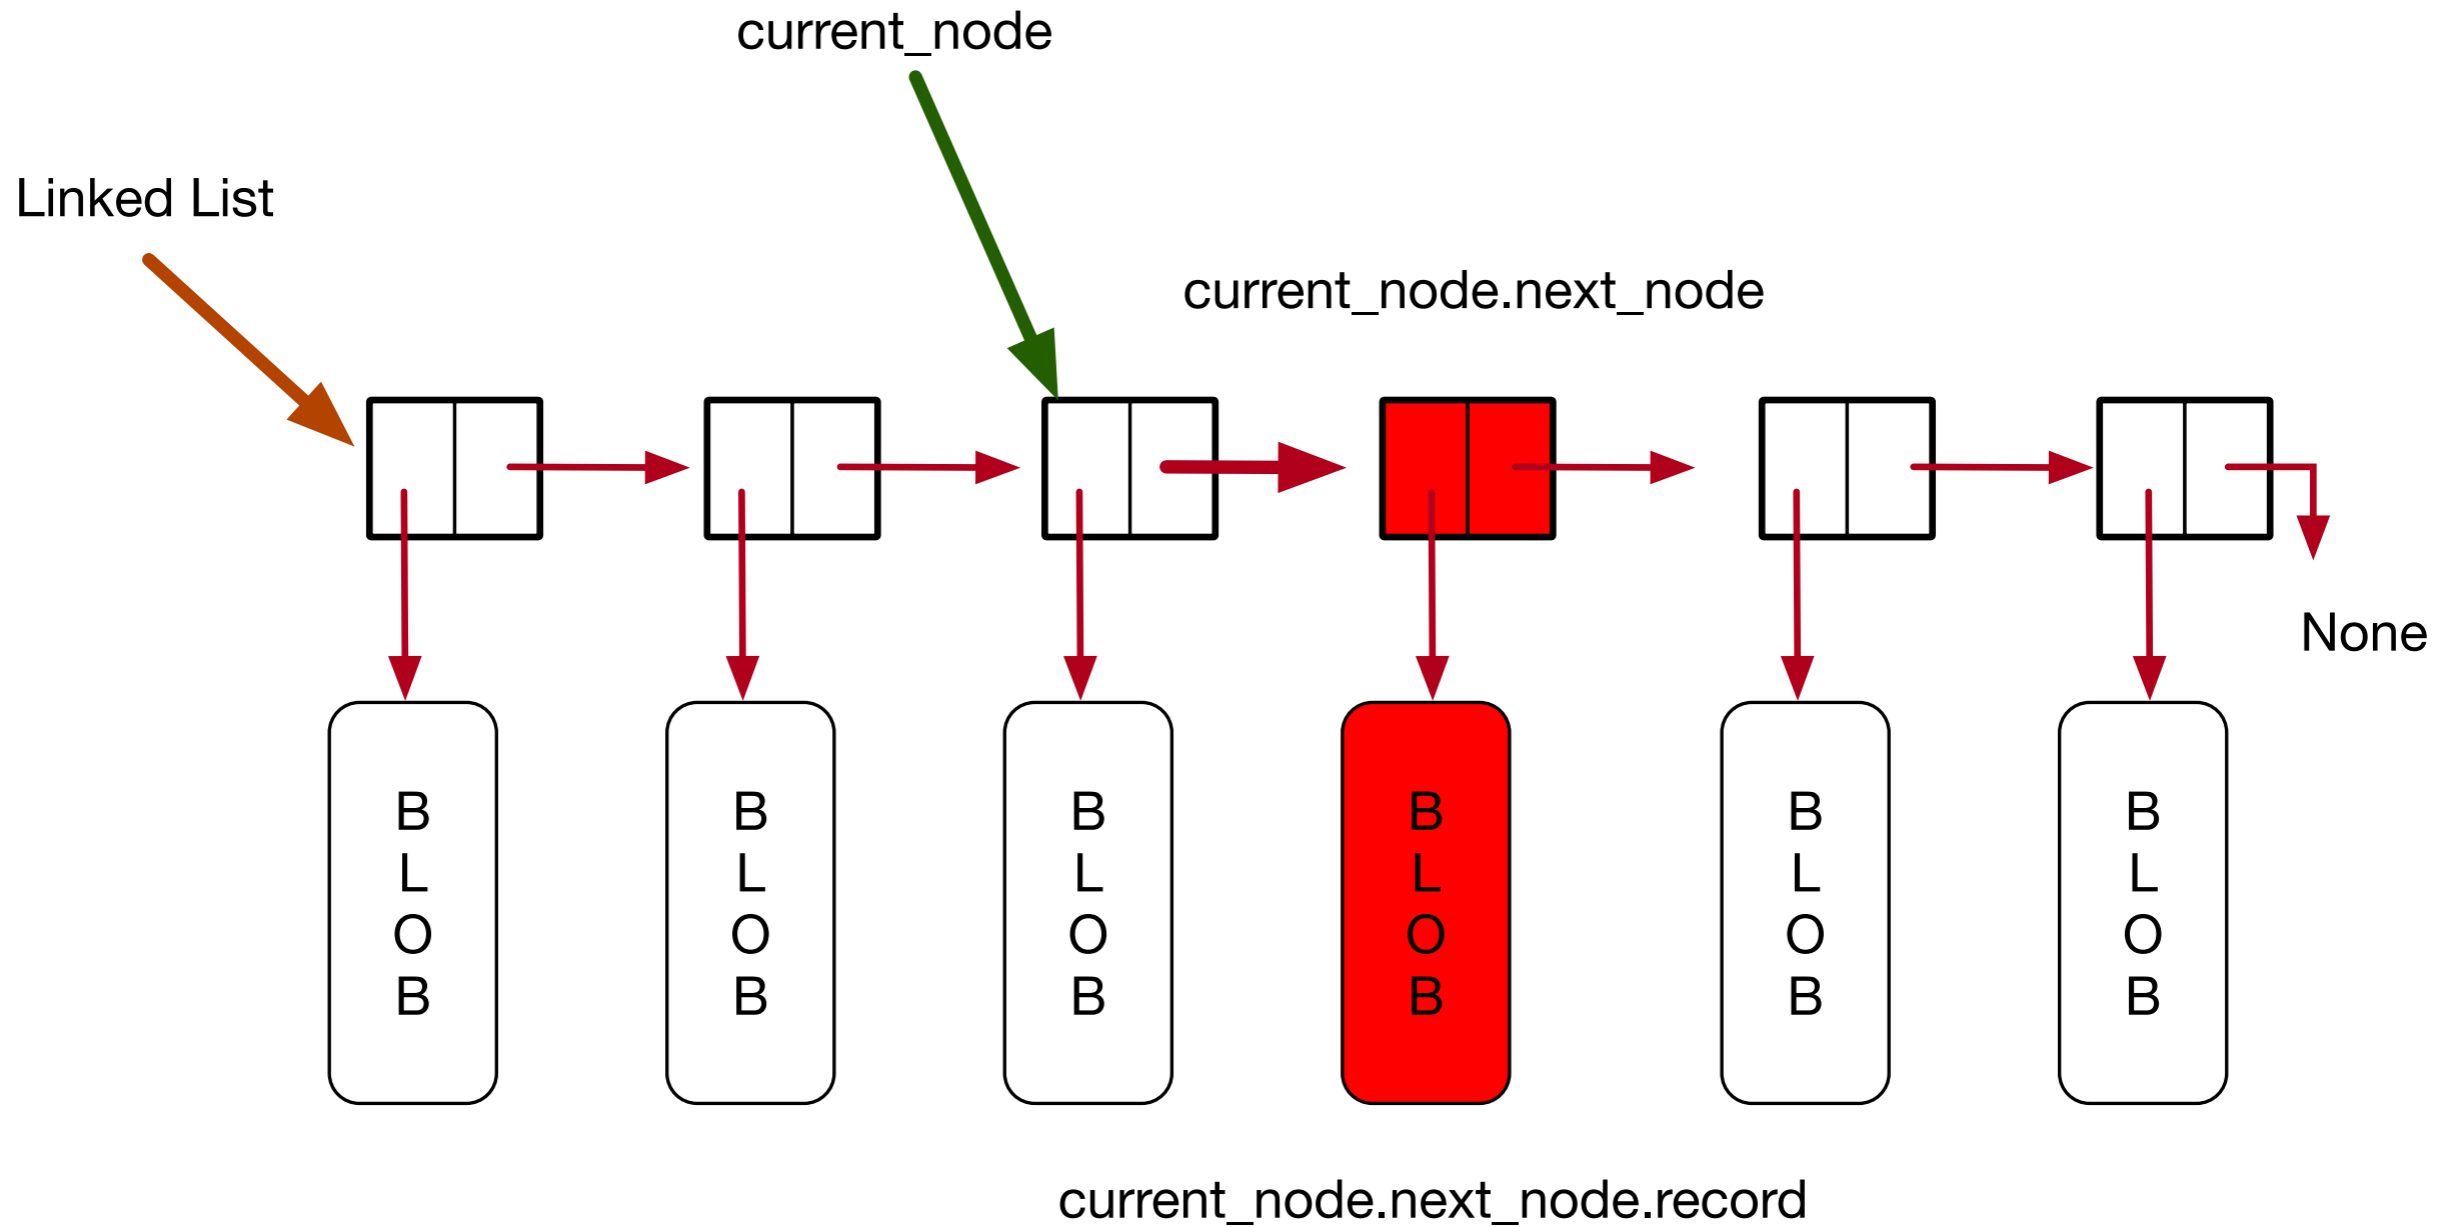 current_node
Linked List
current_node.next_node
None
B
L
O
B
B
L
O
B
B
L
O
B
B
L
O
B
B
L
O
B
B
L
O
B
current_node.next_node.record